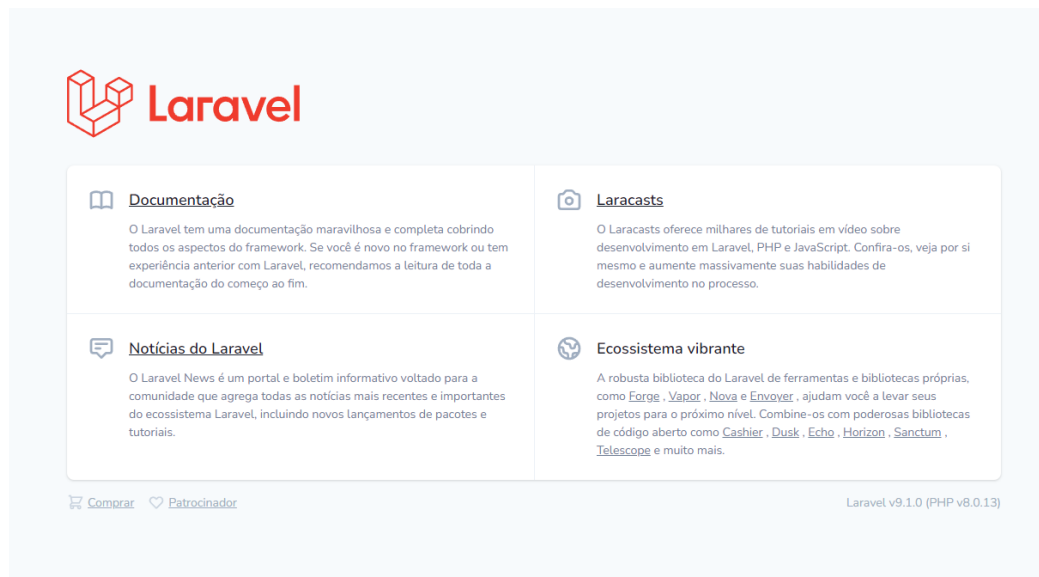 Laravel
Documentação
O Laravel tem uma documentação maravilhosa e completa cobrindo
todos os aspectos do framework. Se você é novo no framework ou tem
experiência anterior com Laravel, recomendamos a leitura de toda a
documentação do começo ao fim.
Laracasts
O Laracasts oferece milhares de tutoriais em vídeo sobre
desenvolvimento em Laravel, PHP e JavaScript. Confira-os, veja por si
mesmo e aumente massivamente suas habilidades de
desenvolvimento no processo.
Notícias do Laravel
O Laravel News é um portal e boletim informativo voltado para a
comunidade que agrega todas as notícias mais recentes e importantes
do ecossistema Laravel, incluindo novos lançamentos de pacotes e
tutoriais.
Ecossistema vibrante
A robusta biblioteca do Laravel de ferramentas e bibliotecas próprias,
como Forge , Vapor , Nova e Envoyer , ajudam você a levar seus
projetos para o próximo nível. Combine-os com poderosas bibliotecas
de código aberto como Cashier , Dusk , Echo , Horizon , Sanctum ,
Telescope e muito mais.
Comprar Patrocinador
Laravel v9.1.0 (PHP v8.0.13)